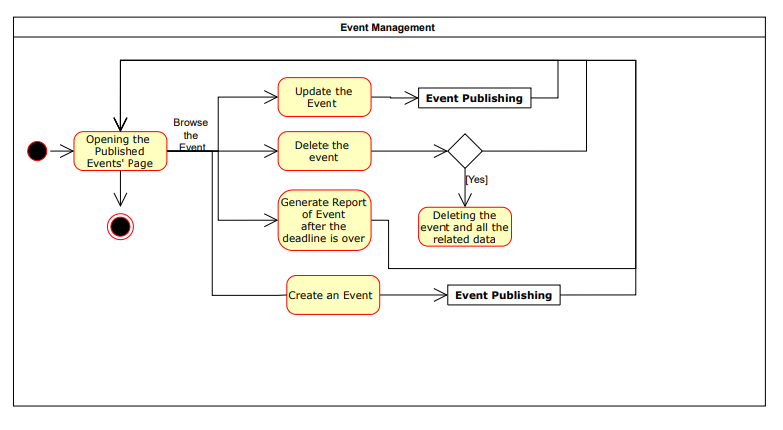 Event Management
Opening the
Published
Events' Page
Browse
the
Event
Update the
Event
Event Publishing
Delete the
event
[Yes]
Deleting the
event and all the
related data
Generate Report
of Event
after the
deadline is over
Create an Event
Event Publishing